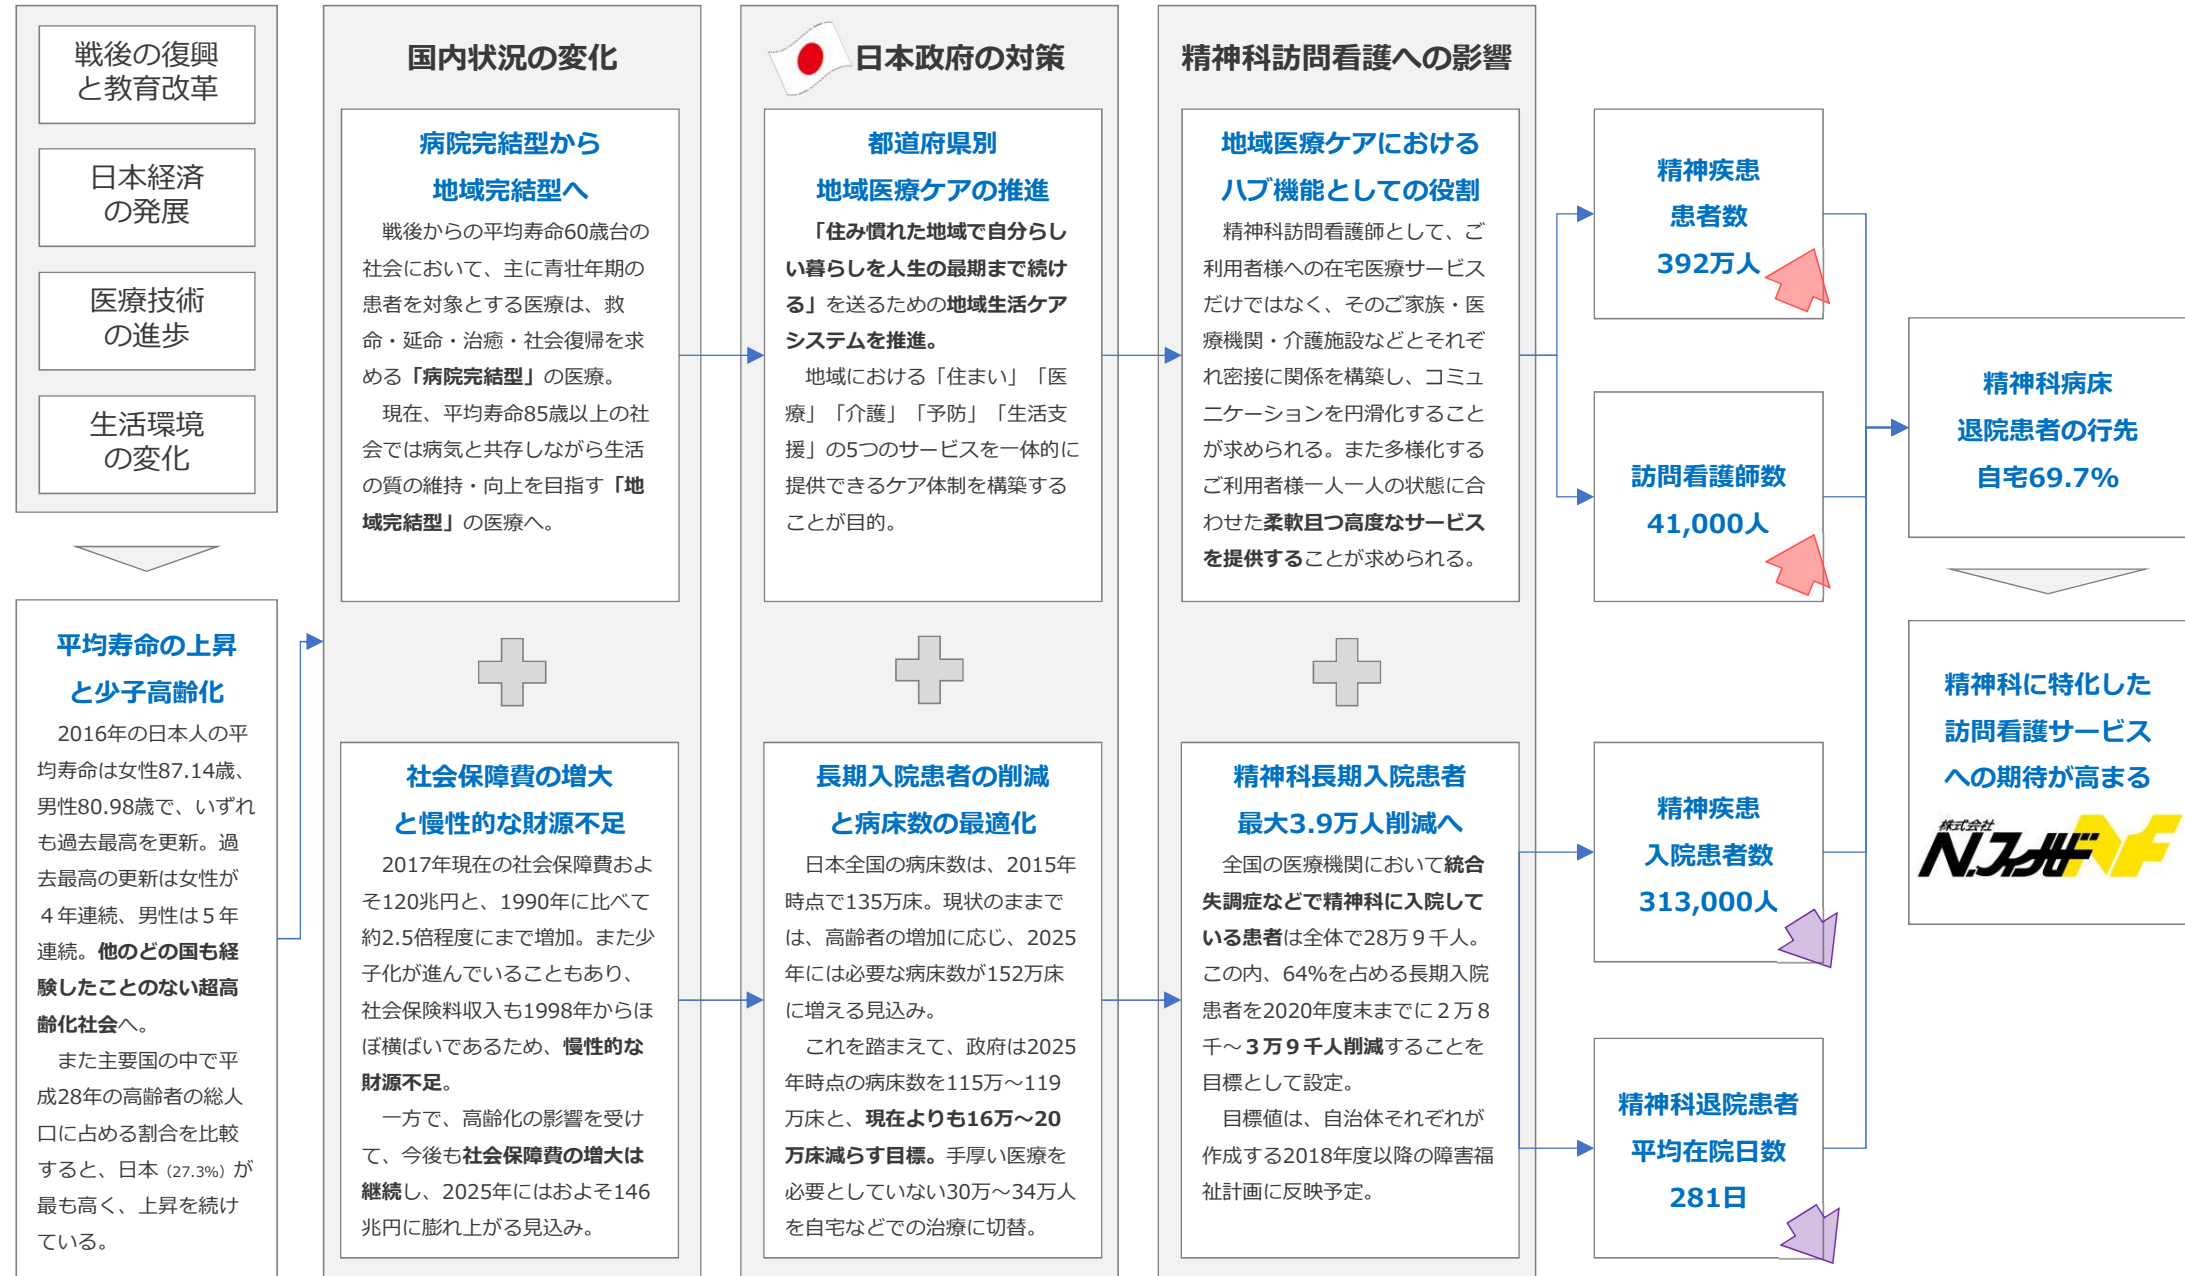 戦後の復興
と教育改革
日本経済
の発展
医療技術
の進歩
生活環境
の変化
平均寿命の上昇
と少子高齢化
2016年の日本人の平
均寿命は女性87.14歳、
男性80.98歳で、いずれ
も過去最高を更新。過
去最高の更新は女性が
４年連続、男性は５年
連続。他のどの国も経
験したことのない超高
齢化社会へ。
また主要国の中で平
成28年の高齢者の総人
口に占める割合を比較
すると、日本（27.3%）が
最も高く、上昇を続け
ている。
国内状況の変化
病院完結型から
地域完結型へ
戦後からの平均寿命60歳台の
社会において、主に青壮年期の
患者を対象とする医療は、救
命・延命・治癒・社会復帰を求
める「病院完結型」の医療。
現在、平均寿命85歳以上の社
会では病気と共存しながら生活
の質の維持・向上を目指す「地
域完結型」の医療へ。
社会保障費の増大
と慢性的な財源不足
2017年現在の社会保障費およ
そ120兆円と、1990年に比べて
約2.5倍程度にまで増加。また少
子化が進んでいることもあり、
社会保険料収入も1998年からほ
ぼ横ばいであるため、慢性的な
財源不足。
一方で、高齢化の影響を受け
て、今後も社会保障費の増大は
継続し、2025年にはおよそ146
兆円に膨れ上がる見込み。
日本政府の対策
都道府県別
地域医療ケアの推進
「住み慣れた地域で自分らし
い暮らしを人生の最期まで続け
る」を送るための地域生活ケア
システムを推進。
地域における「住まい」「医
療」「介護」「予防」「生活支
援」の5つのサービスを一体的に
提供できるケア体制を構築する
ことが目的。
長期入院患者の削減
と病床数の最適化
日本全国の病床数は、2015年
時点で135万床。現状のままで
は、高齢者の増加に応じ、2025
年には必要な病床数が152万床
に増える見込み。
これを踏まえて、政府は2025
年時点の病床数を115万～119
万床と、現在よりも16万～20
万床減らす目標。手厚い医療を
必要としていない30万～34万人
を自宅などでの治療に切替。
精神科訪問看護への影響
地域医療ケアにおける
ハブ機能としての役割
精神科訪問看護師として、ご
利用者様への在宅医療サービス
だけではなく、そのご家族・医
療機関・介護施設などとそれぞ
れ密接に関係を構築し、コミュ
ニケーションを円滑化すること
が求められる。また多様化する
ご利用者様一人一人の状態に合
わせた柔軟且つ高度なサービス
を提供することが求められる。
精神科長期入院患者
最大3.9万人削減へ
全国の医療機関において統合
失調症などで精神科に入院して
いる患者は全体で28万９千人。
この内、64%を占める長期入院
患者を2020年度末までに２万８
千～３万９千人削減することを
目標として設定。
目標値は、自治体それぞれが
作成する2018年度以降の障害福
祉計画に反映予定。
精神疾患
患者数
392万人
訪問看護師数
41,000人
精神疾患
入院患者数
313,000人
精神科退院患者
平均在院日数
281日
精神科病床
退院患者の行先
自宅69.7%
精神科に特化した
訪問看護サービス
への期待が高まる
株式会社
N.フィールド